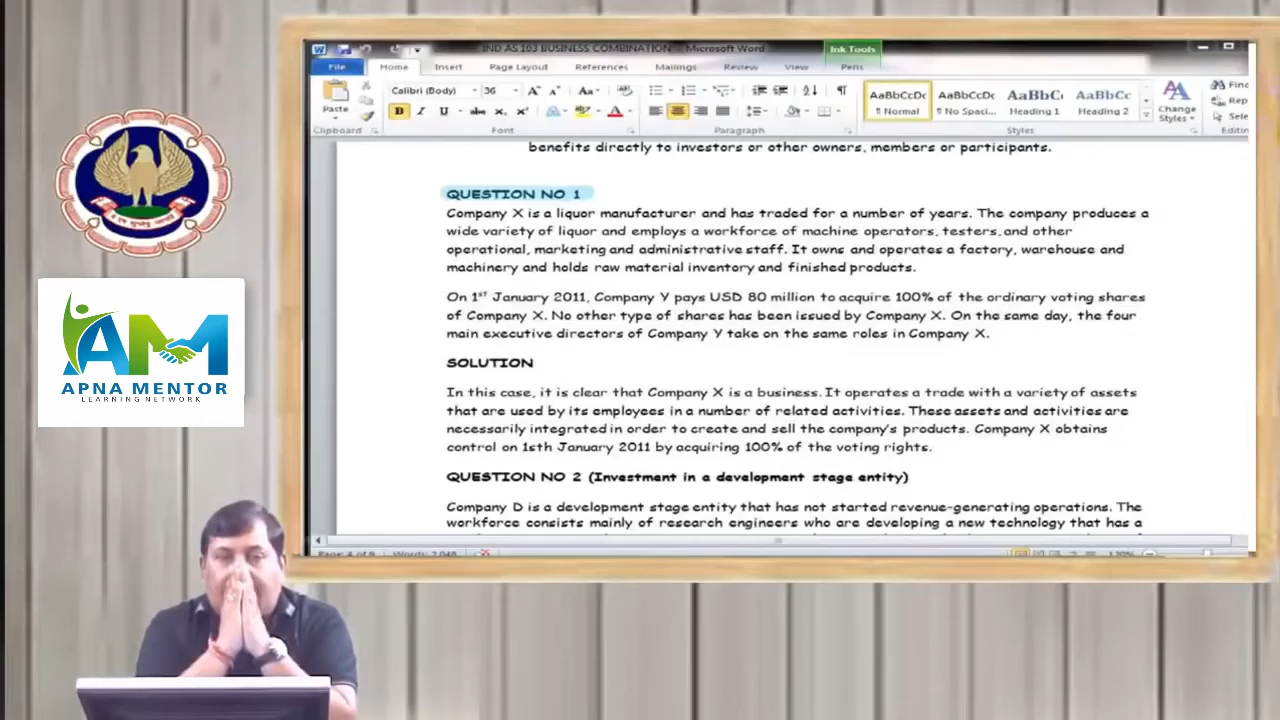 IND AS 103 BUSINESS COMBINATION - Microsoft Word
Ink Tools
File Home Insert Page Layout References Mailings Review View Pens
Paste
Calibri (Body) 36
AaBbCcDc AaBbCcDc AaBbC AaBbCc
¶ Normal ¶ No Spaci... Heading 1 Heading 2
Change Styles
Find
Rep
Sele
Clipboard Font Paragraph Styles Editin
benefits directly to investors or other owners, members or participants.
QUESTION NO 1
Company X is a liquor manufacturer and has traded for a number of years. The company produces a
wide variety of liquor and employs a workforce of machine operators, testers, and other
operational, marketing and administrative staff. It owns and operates a factory, warehouse and
machinery and holds raw material inventory and finished products.
On 1st January 2011, Company Y pays USD 80 million to acquire 100% of the ordinary voting shares
of Company X. No other type of shares has been issued by Company X. On the same day, the four
main executive directors of Company Y take on the same roles in Company X.
SOLUTION
In this case, it is clear that Company X is a business. It operates a trade with a variety of assets
that are used by its employees in a number of related activities. These assets and activities are
necessarily integrated in order to create and sell the company's products. Company X obtains
control on 1sth January 2011 by acquiring 100% of the voting rights.
QUESTION NO 2 (Investment in a development stage entity)
Company D is a development stage entity that has not started revenue-generating operations. The
workforce consists mainly of research engineers who are developing a new technology that has a
Words: 2,048
120%
AM
APNA MENTOR
LEARNING NETWORK